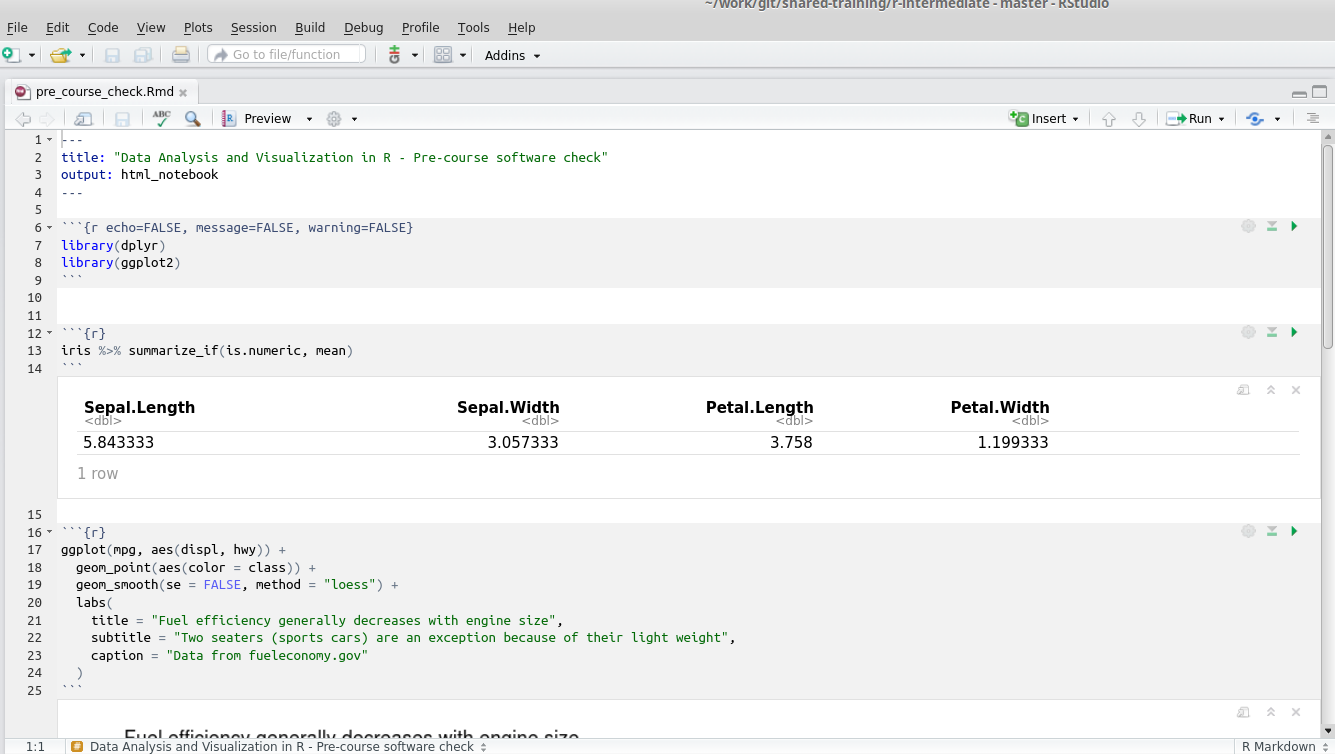 ~/work/git/shared-training/r-intermediate - master - RStudio
File Edit Code View Plots Session Build Debug Profile Tools Help
Go to file/function Addins
pre_course_check.Rmd
ABC Preview Insert Run
1 ---
2 title: "Data Analysis and Visualization in R - Pre-course software check"
3 output: html_notebook
4 ---
5
6 ```{r echo=FALSE, message=FALSE, warning=FALSE}
7 library(dplyr)
8 library(ggplot2)
9 ```
10
11
12 ```{r}
13 iris %>% summarize_if(is.numeric, mean)
14 ```
Sepal.Length Sepal.Width Petal.Length Petal.Width
<dbl> <dbl> <dbl> <dbl>
5.843333 3.057333 3.758 1.199333
1 row
15
16 ```{r}
17 ggplot(mpg, aes(displ, hwy)) +
18   geom_point(aes(color = class)) +
19   geom_smooth(se = FALSE, method = "loess") +
20   labs(
21     title = "Fuel efficiency generally decreases with engine size",
22     subtitle = "Two seaters (sports cars) are an exception because of their light weight",
23     caption = "Data from fueleconomy.gov"
24   )
25 ```
Fuel efficiency generally decreases with engine size
1:1 Data Analysis and Visualization in R - Pre-course software check R Markdown